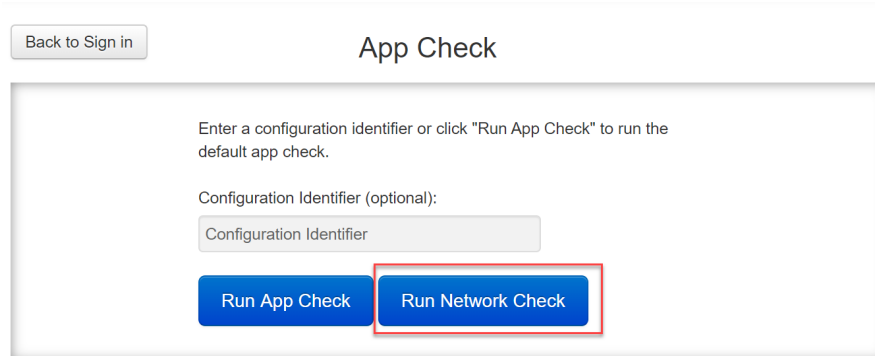 Back to Sign in
App Check
Enter a configuration identifier or click "Run App Check" to run the
default app check.
Configuration Identifier (optional):
Configuration Identifier
Run App Check
Run Network Check